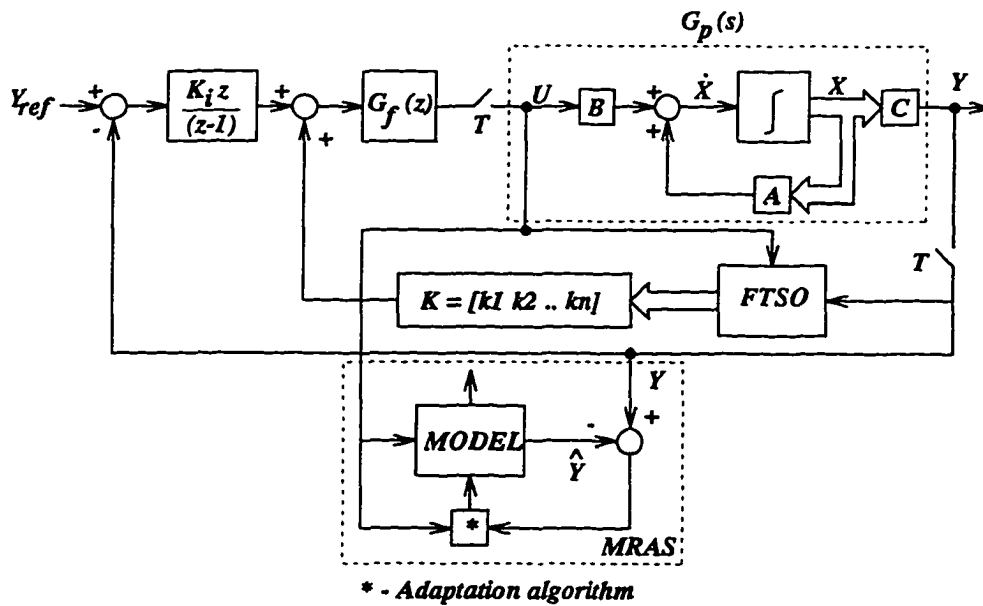 G_p(s)
Y_ref
+
-
K_i z
(z-1)
+
+
G_f(z)
T
U
B
+
+
Ẋ
∫
X
C
Y
A
T
K = [k1 k2 .. kn]
FTSO
Y
+
-
MODEL
Ŷ
*
MRAS
* - Adaptation algorithm